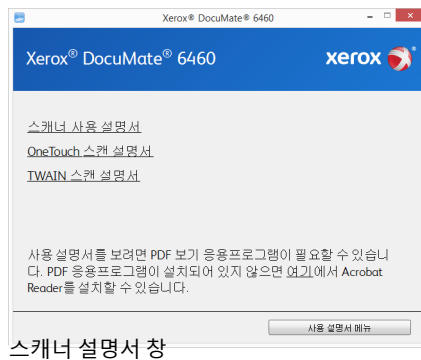 Xerox® DocuMate® 6460
Xerox® DocuMate® 6460
xerox
스캐너 사용 설명서
OneTouch 스캔 설명서
TWAIN 스캔 설명서
사용 설명서를 보려면 PDF 보기 응용프로그램이 필요할 수 있습니
다. PDF 응용프로그램이 설치되어 있지 않으면 여기에서 Acrobat
Reader를 설치할 수 있습니다.
사용 설명서 메뉴
스캐너 설명서 창